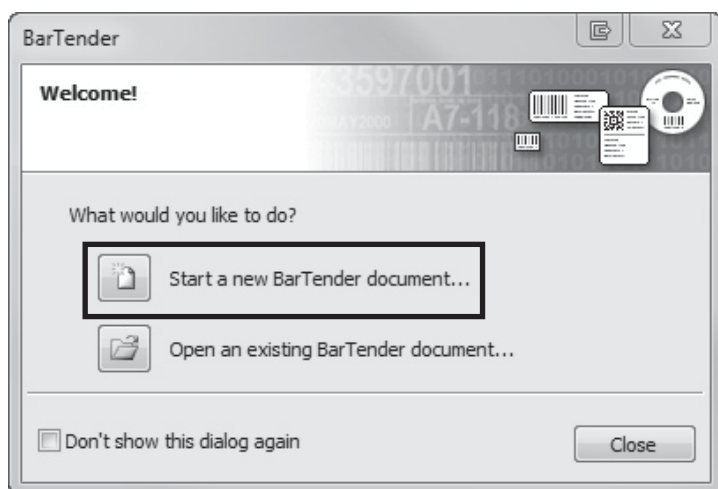 BarTender
Welcome!
43597001
A7-118
What would you like to do?
Start a new BarTender document...
Open an existing BarTender document...
Don't show this dialog again
Close